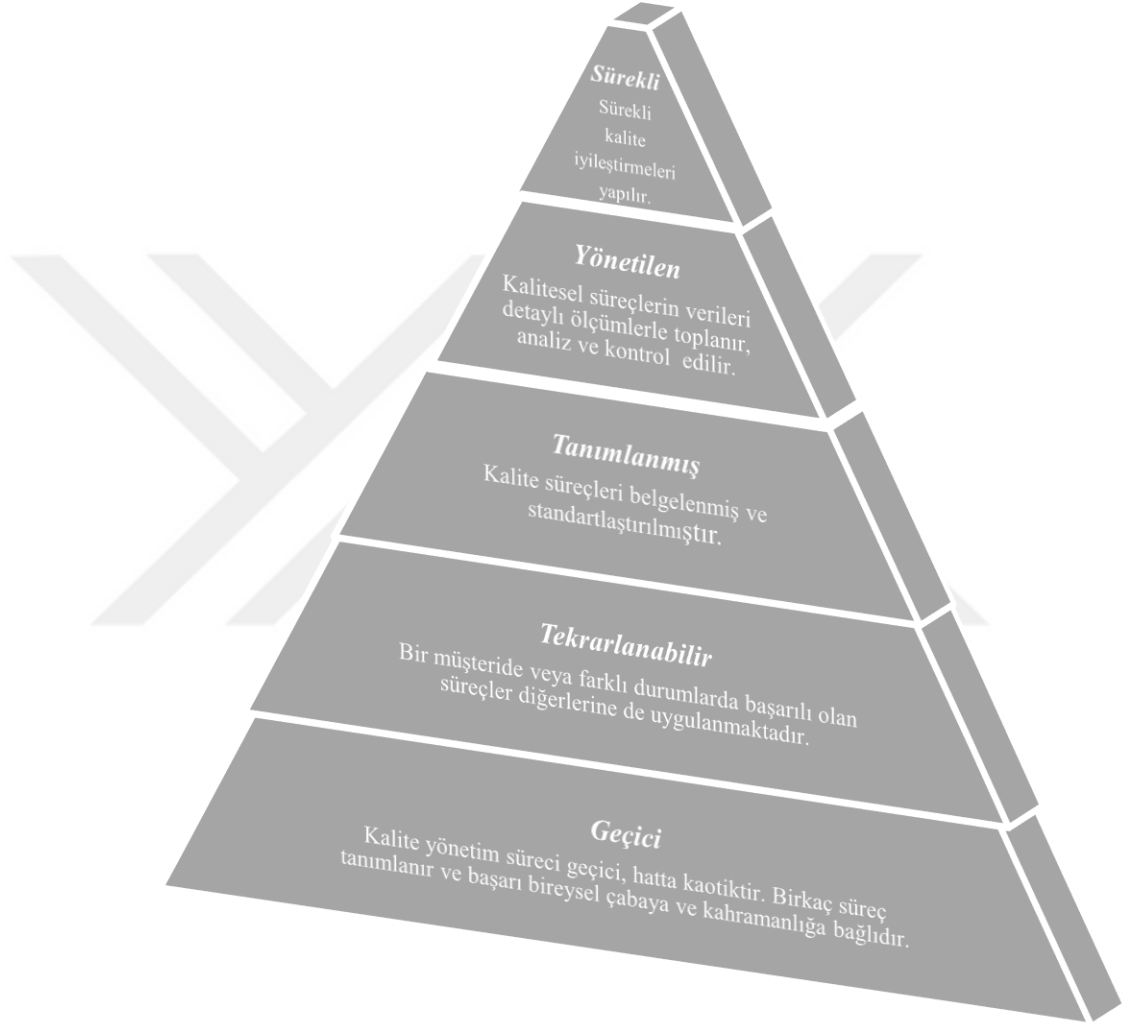 Sürekli
Sürekli
kalite
iyileştirmeleri
yapılır.
Yönetilen
Kalitesel süreçlerin verileri
detaylı ölçümlerle toplanır,
analiz ve kontrol edilir.
Tanımlanmış
Kalite süreçleri belgelenmiş ve
standartlaştırılmıştır.
Tekrarlanabilir
Bir müşteride veya farklı durumlarda başarılı olan
süreçler diğerlerine de uygulanmaktadır.
Geçici
Kalite yönetim süreci geçici, hatta kaotiktir. Birkaç süreç
tanımlanır ve başarı bireysel çabaya ve kahramanlığa bağlıdır.